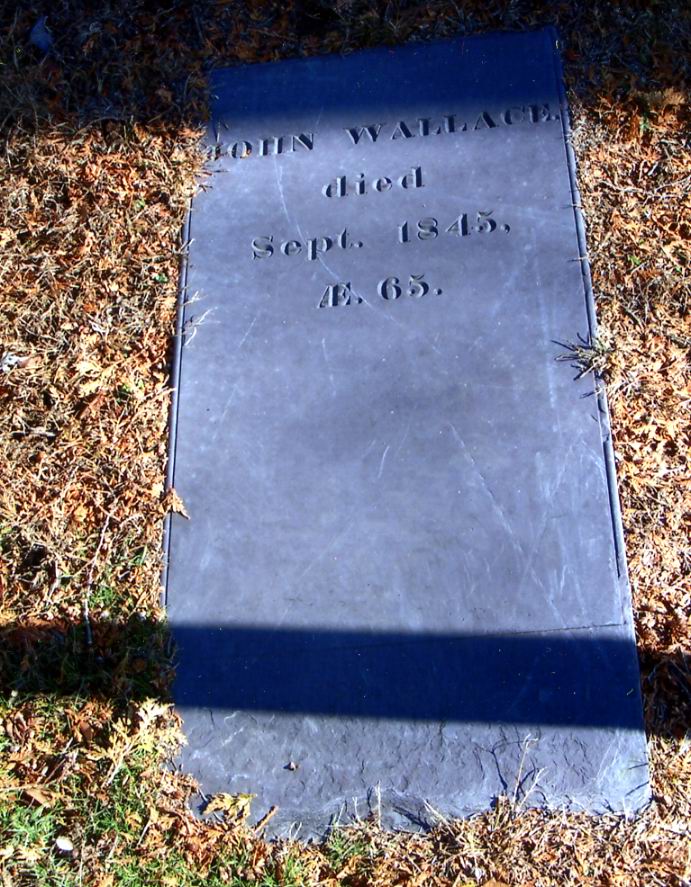 JOHN WALLACE,
died
Sept. 1845,
Æ. 65.